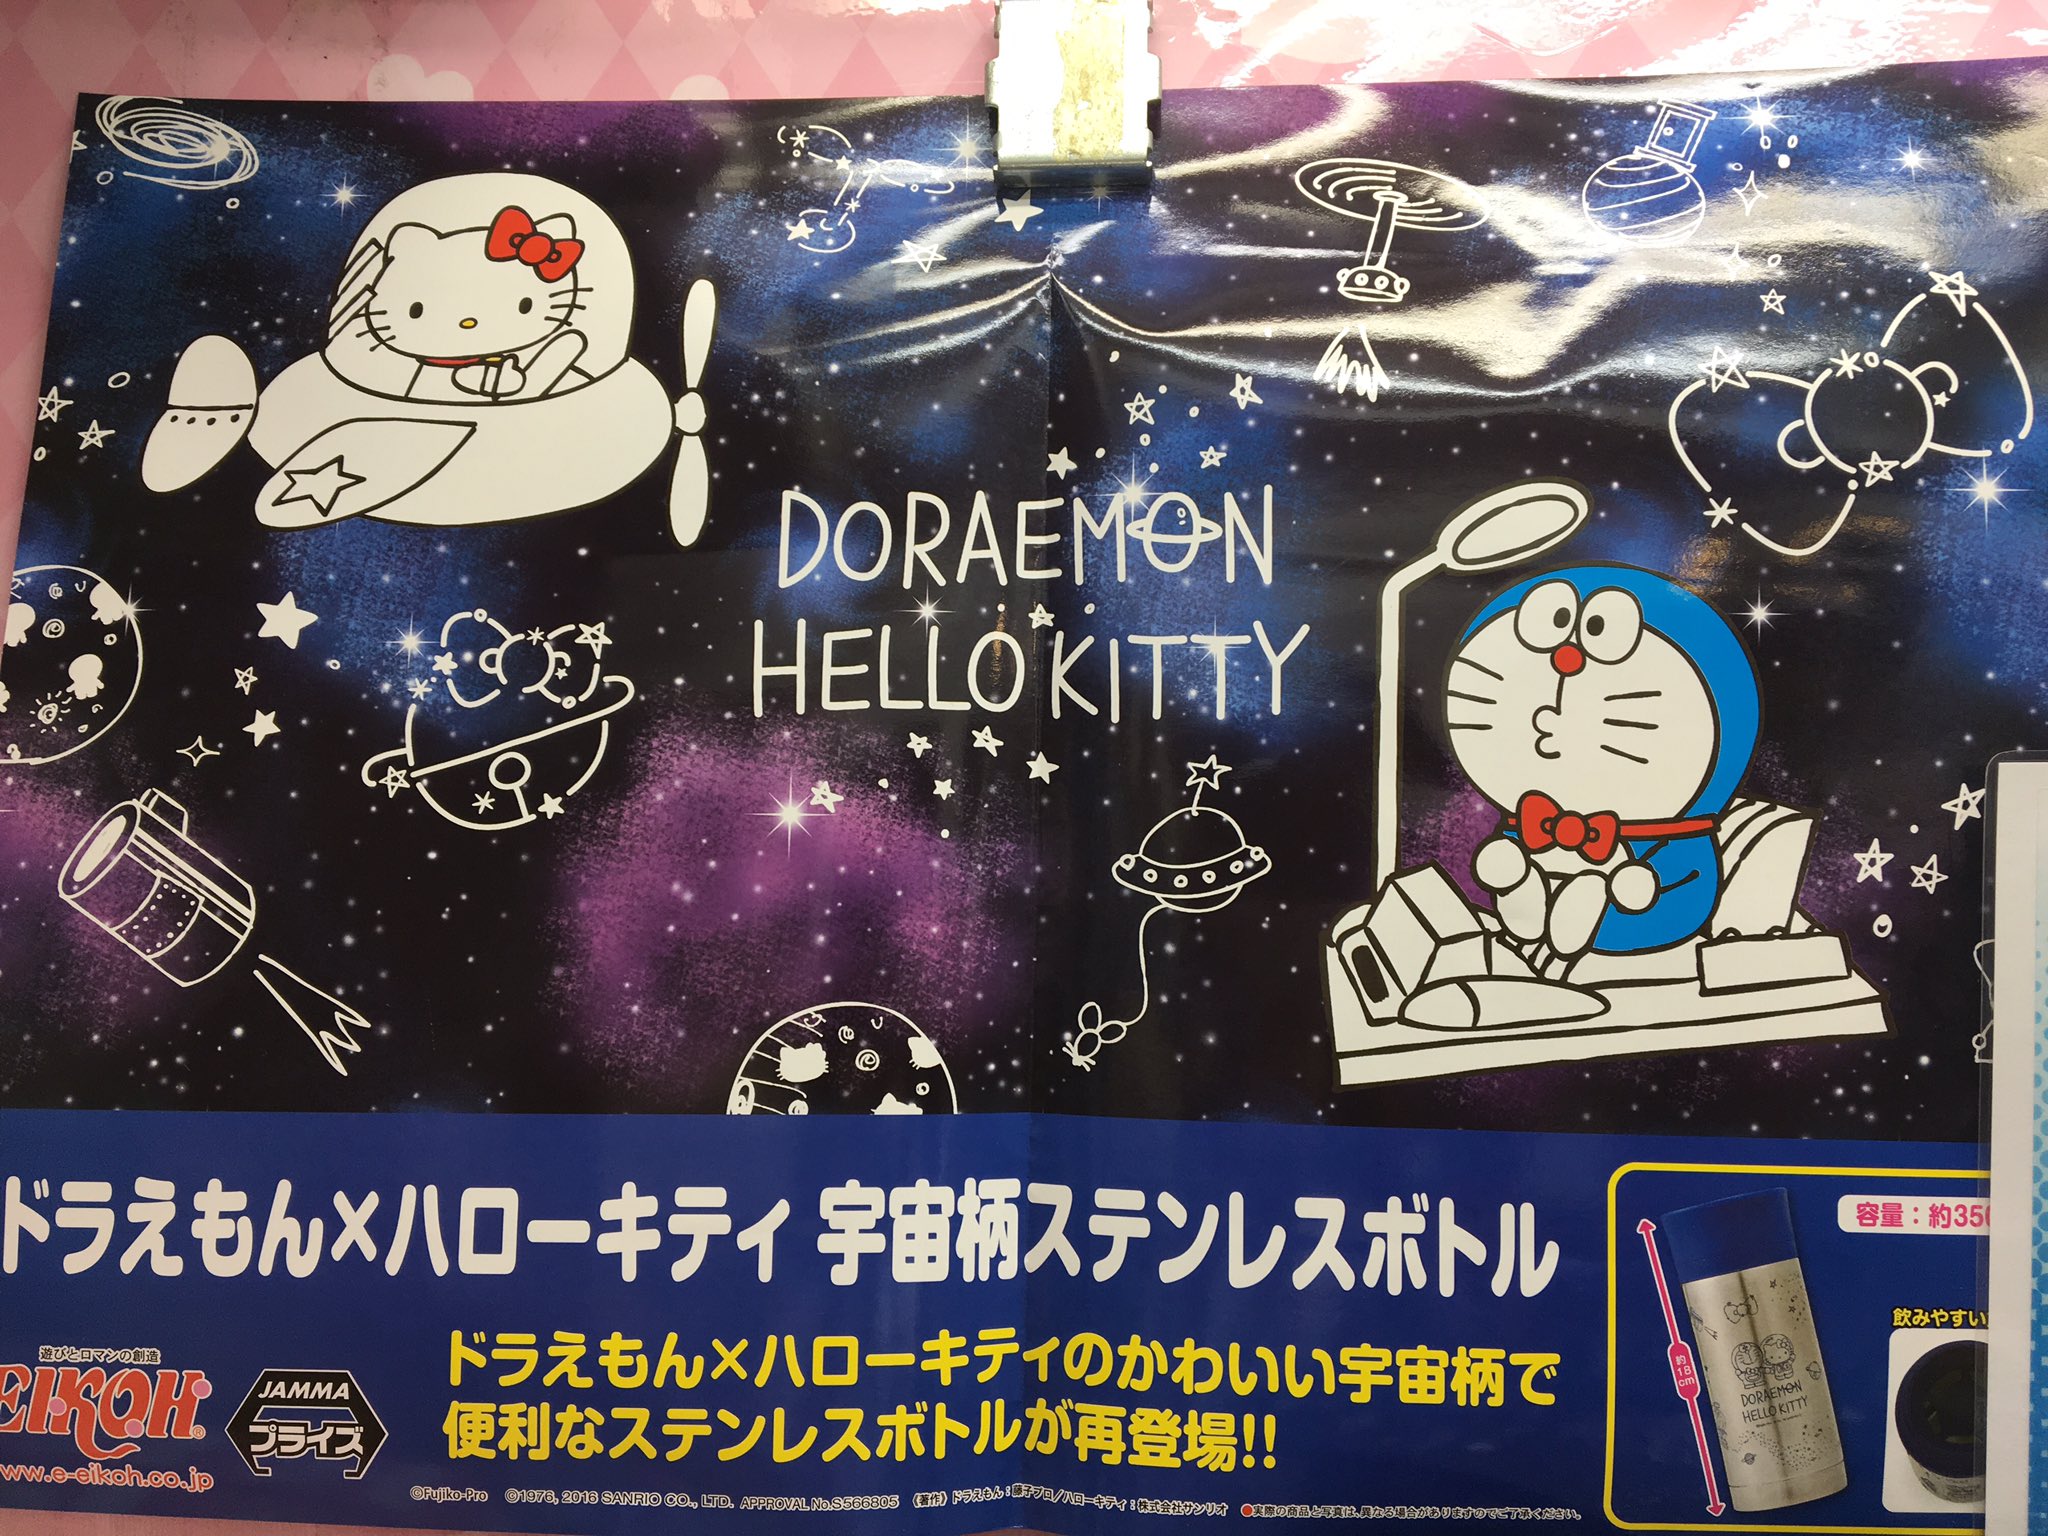 DORAEMON
HELLO KITTY
ドラえもん×ハローキティ 宇宙柄ステンレスボトル
容量:約350
約18cm
飲みやすい
DORAEMON
HELLO KITTY
遊びとロマンの創造
EIKOH®
www.e-eikoh.co.jp
JAMMA
プライズ
ドラえもん×ハローキティのかわいい宇宙柄で
便利なステンレスボトルが再登場!!
©Fujiko-Pro ©1976, 2016 SANRIO CO., LTD. APPROVAL No.S566805 《著作》ドラえもん:藤子プロ/ハローキティ:株式会社サンリオ ●実際の商品と写真は、異なる場合がありますのでご了承ください。